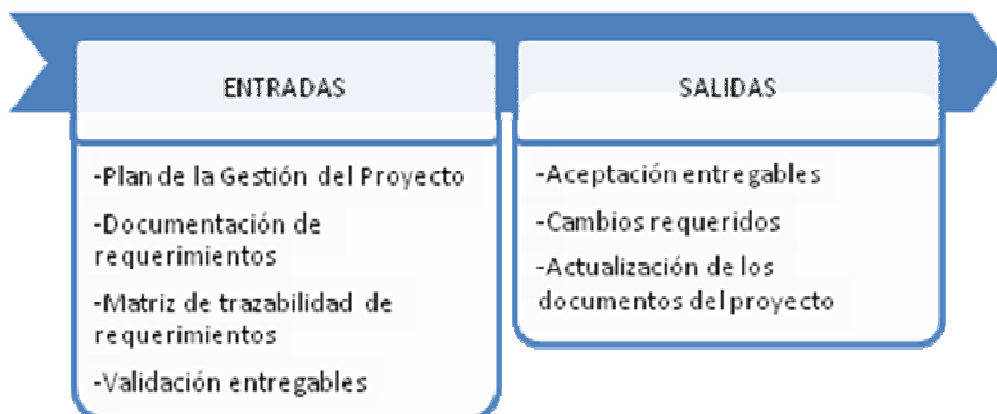 ENTRADAS
-Plan de la Gestión del Proyecto
-Documentación de
requerimientos
-Matriz de trazabilidad de
requerimientos
-Validación entregables
SALIDAS
-Aceptación entregables
-Cambios requeridos
-Actualización de los
documentos del proyecto